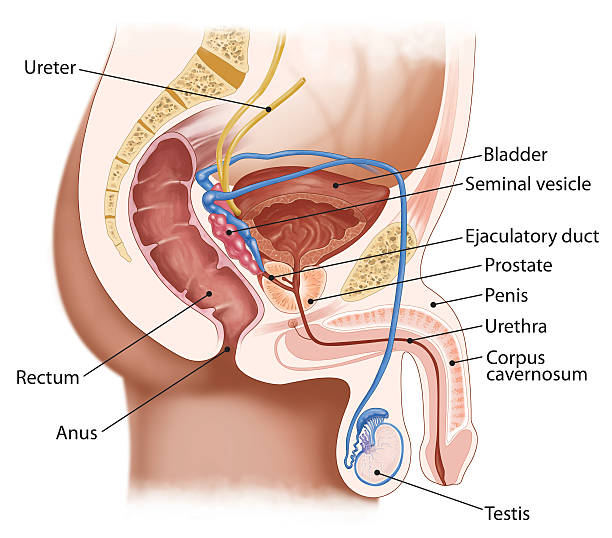 Ureter
Bladder
Seminal vesicle
Ejaculatory duct
Prostate
Penis
Urethra
Corpus
cavernosum
Rectum
Anus
Testis